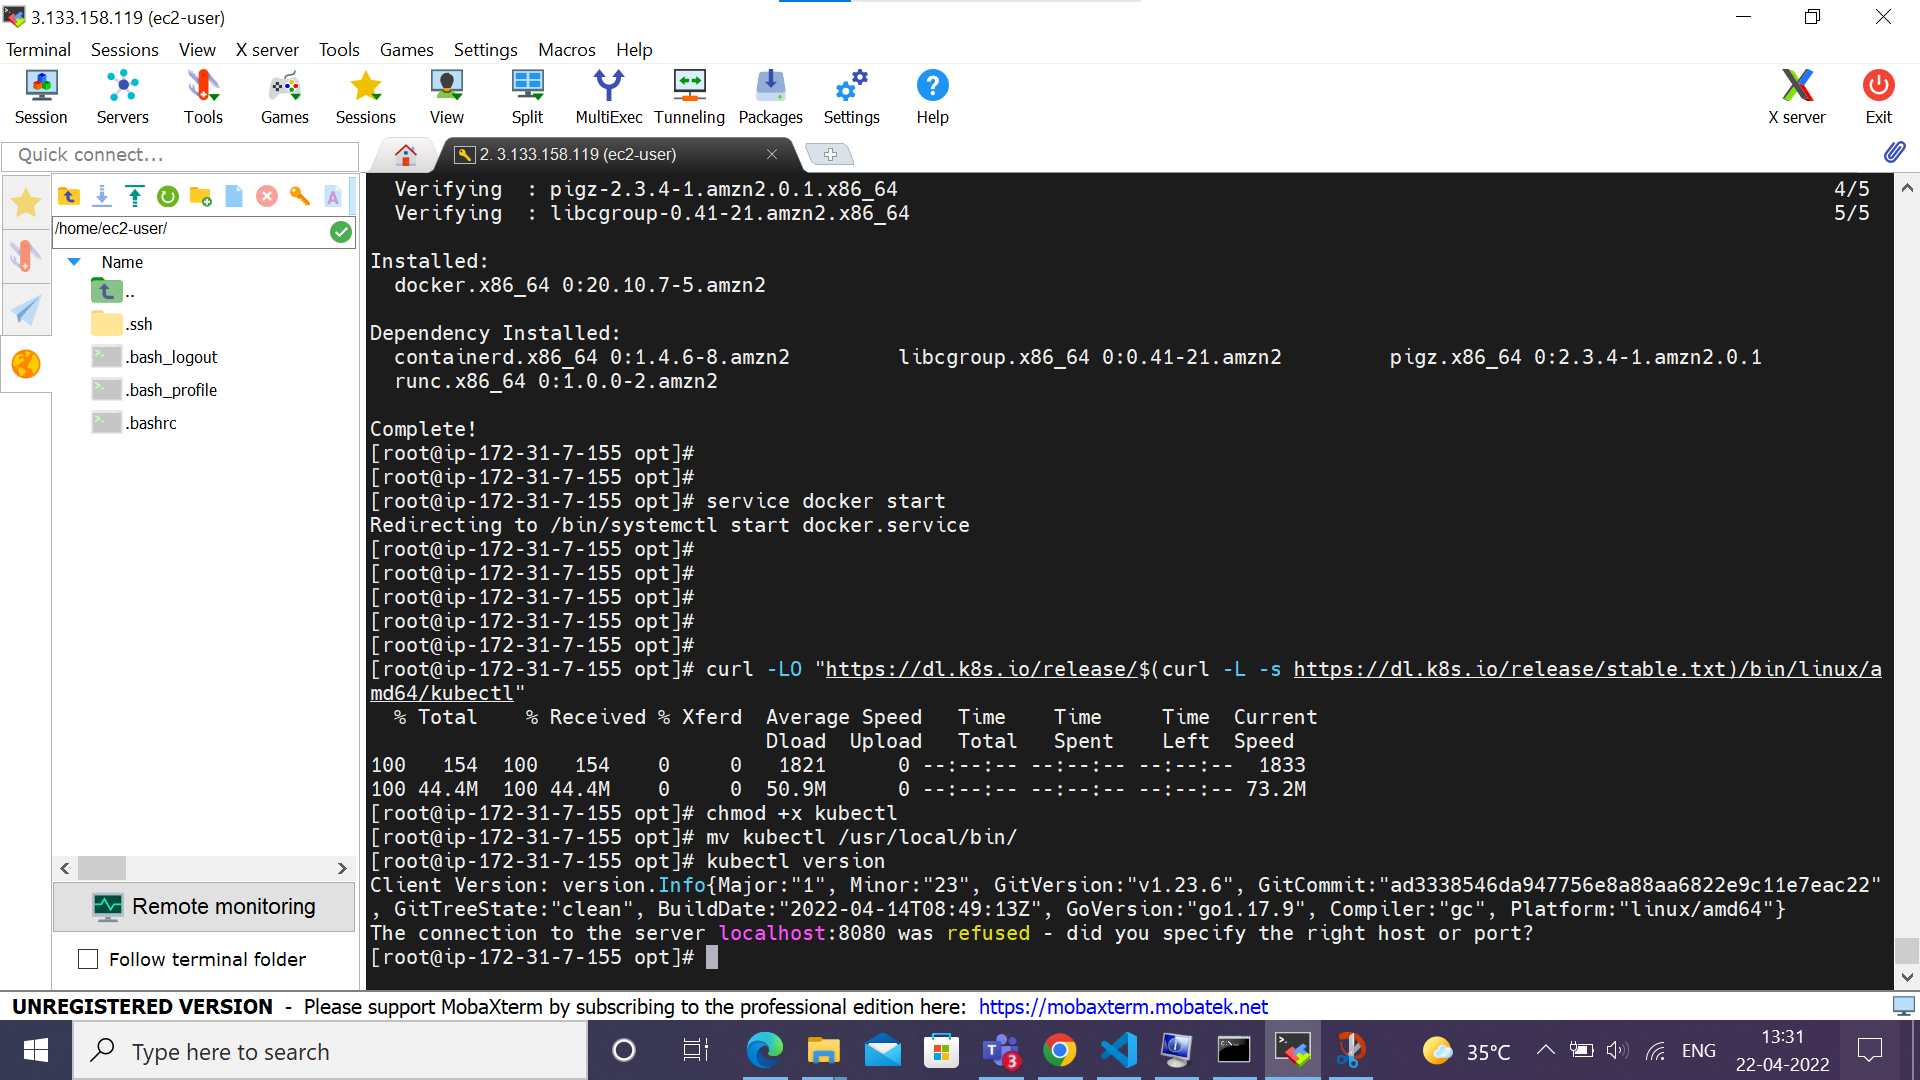 3.133.158.119 (ec2-user)
Terminal Sessions View X server Tools Games Settings Macros Help
Session Servers Tools Games Sessions View Split MultiExec Tunneling Packages Settings Help X server Exit
Quick connect...
2. 3.133.158.119 (ec2-user)
/home/ec2-user/
Name
..
.ssh
.bash_logout
.bash_profile
.bashrc
Remote monitoring
Follow terminal folder
Verifying : pigz-2.3.4-1.amzn2.0.1.x86_64 4/5
Verifying : libcgroup-0.41-21.amzn2.x86_64 5/5
Installed:
docker.x86_64 0:20.10.7-5.amzn2
Dependency Installed:
containerd.x86_64 0:1.4.6-8.amzn2 libcgroup.x86_64 0:0.41-21.amzn2 pigz.x86_64 0:2.3.4-1.amzn2.0.1
runc.x86_64 0:1.0.0-2.amzn2
Complete!
[root@ip-172-31-7-155 opt]#
[root@ip-172-31-7-155 opt]#
[root@ip-172-31-7-155 opt]# service docker start
Redirecting to /bin/systemctl start docker.service
[root@ip-172-31-7-155 opt]#
[root@ip-172-31-7-155 opt]#
[root@ip-172-31-7-155 opt]#
[root@ip-172-31-7-155 opt]#
[root@ip-172-31-7-155 opt]#
[root@ip-172-31-7-155 opt]# curl -LO "https://dl.k8s.io/release/$(curl -L -s https://dl.k8s.io/release/stable.txt)/bin/linux/a
md64/kubectl"
% Total % Received % Xferd Average Speed Time Time Time Current
Dload Upload Total Spent Left Speed
100 154 100 154 0 0 1821 0 --:--:-- --:--:-- --:--:-- 1833
100 44.4M 100 44.4M 0 0 50.9M 0 --:--:-- --:--:-- --:--:-- 73.2M
[root@ip-172-31-7-155 opt]# chmod +x kubectl
[root@ip-172-31-7-155 opt]# mv kubectl /usr/local/bin/
[root@ip-172-31-7-155 opt]# kubectl version
Client Version: version.Info{Major:"1", Minor:"23", GitVersion:"v1.23.6", GitCommit:"ad3338546da947756e8a88aa6822e9c11e7eac22"
, GitTreeState:"clean", BuildDate:"2022-04-14T08:49:13Z", GoVersion:"go1.17.9", Compiler:"gc", Platform:"linux/amd64"}
The connection to the server localhost:8080 was refused - did you specify the right host or port?
[root@ip-172-31-7-155 opt]#
UNREGISTERED VERSION - Please support MobaXterm by subscribing to the professional edition here: https://mobaxterm.mobatek.net
Type here to search
3
35°C
ENG
13:31
22-04-2022